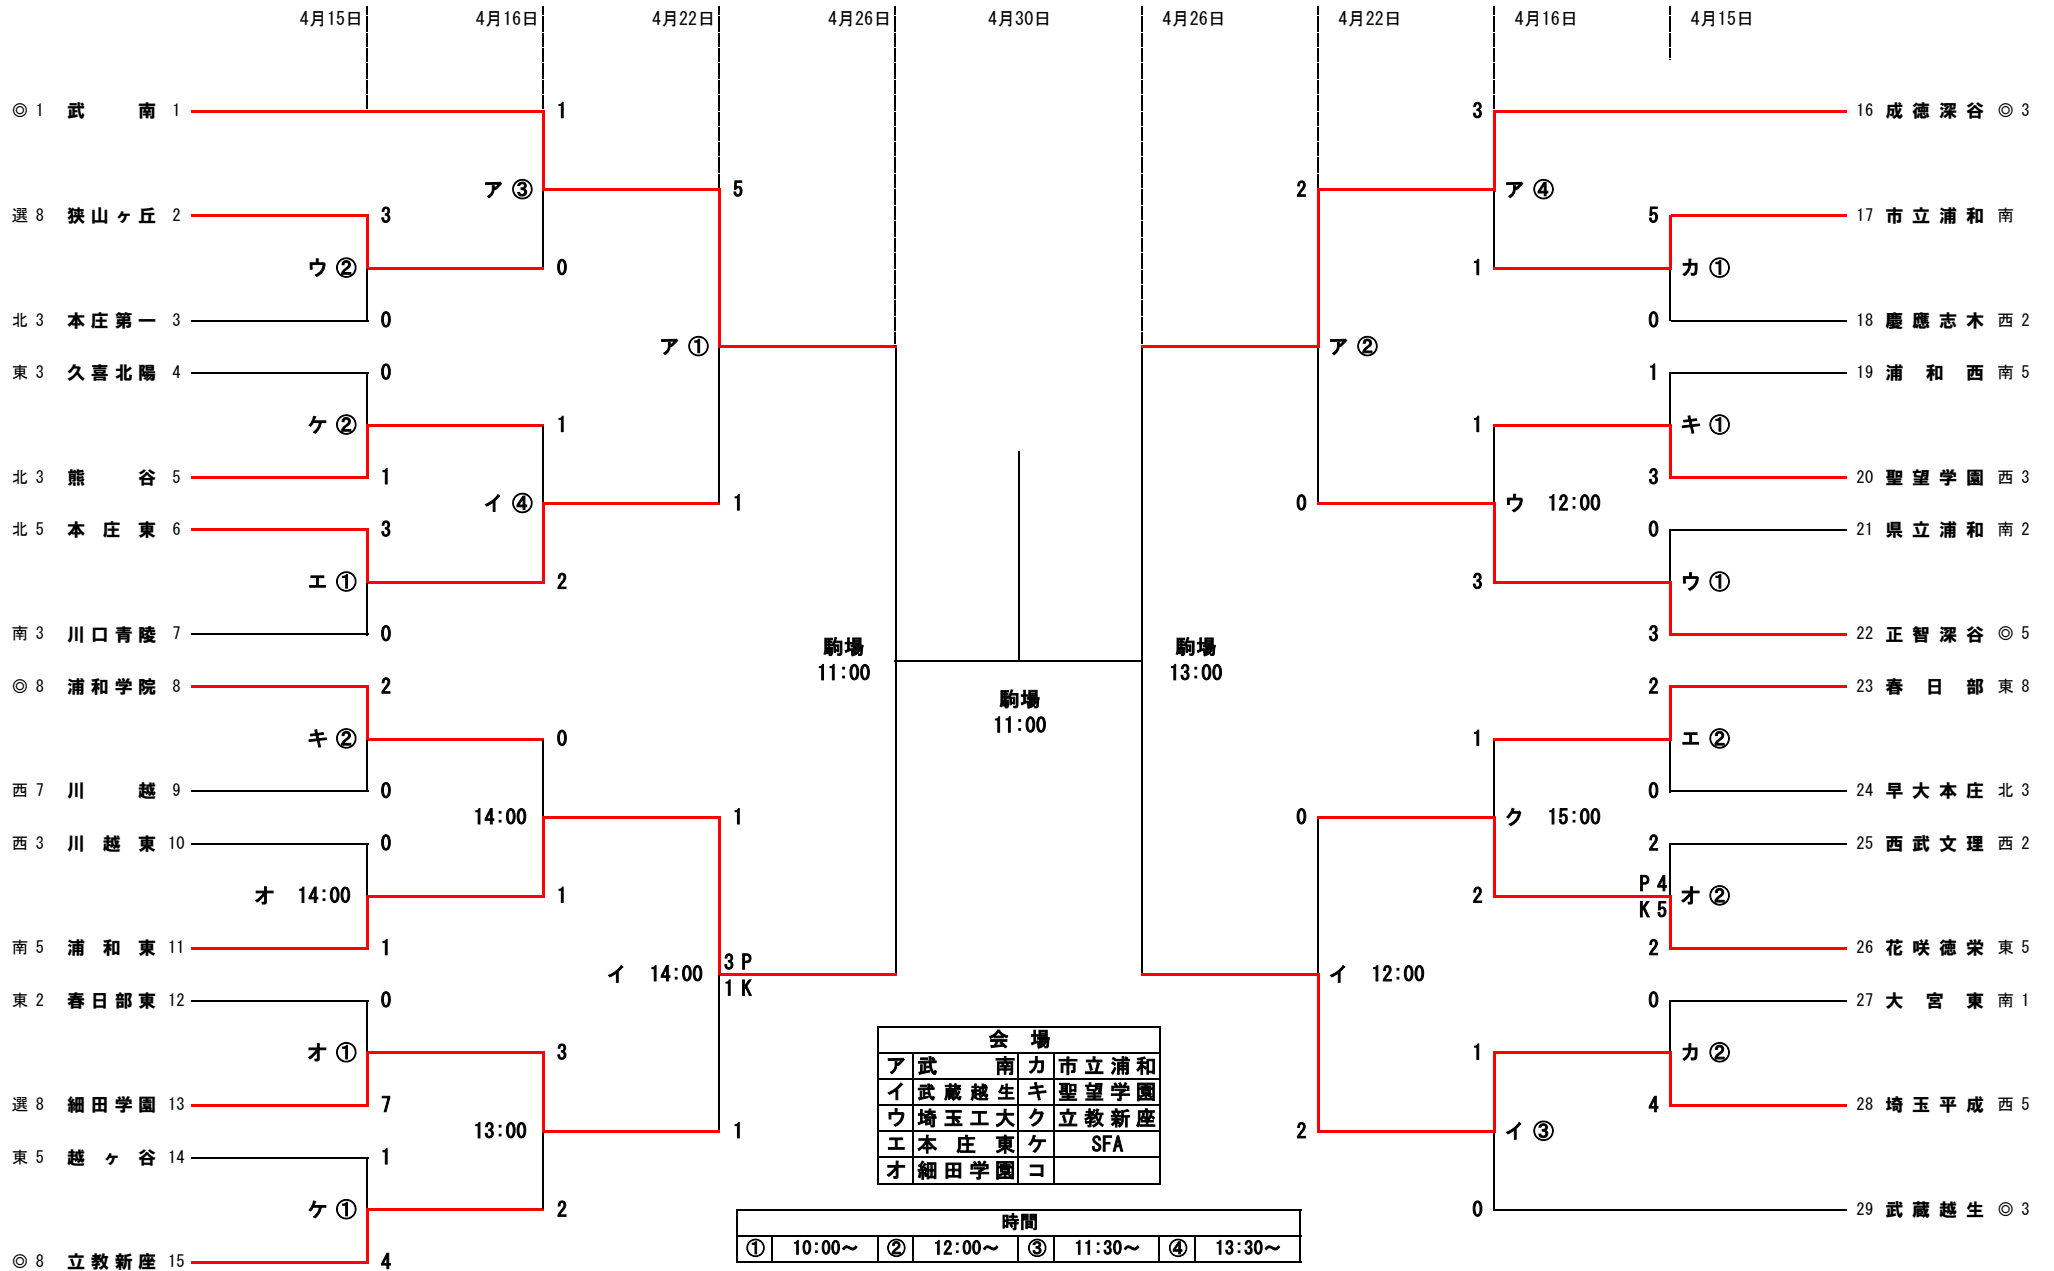 4月15日 4月16日 4月22日 4月26日 4月30日 4月26日 4月22日 4月16日 4月15日
◎ 1 武 南 1 1 3 16 成徳深谷 ◎ 3
ア ③ 5 2 ア ④
選 8 狭山ヶ丘 2 3 5 17 市立浦和 南
ウ ② 0 1 カ ①
北 3 本庄第一 3 0 0 18 慶應志木 西 2
ア ① ア ②
東 3 久喜北陽 4 0 1 19 浦和西 南 5
ケ ② 1 1 キ ①
北 3 熊 谷 5 1 3 20 聖望学園 西 3
イ ④ 1 0 ウ 12:00
北 5 本庄東 6 3 0 21 県立浦和 南 2
エ ① 2 3 ウ ①
南 3 川口青陵 7 0 3 22 正智深谷 ◎ 5
駒場 駒場
11:00 13:00
◎ 8 浦和学院 8 2 2 23 春日部 東 8
駒場
11:00
キ ② 0 1 エ ②
西 7 川 越 9 0 0 24 早大本庄 北 3
14:00 1 0 ク 15:00
西 3 川越東 10 0 2 25 西武文理 西 2
オ 14:00 1 2 P 4 オ ②
K 5
南 5 浦和東 11 1 2 26 花咲徳栄 東 5
イ 14:00 3 P イ 12:00
1 K
東 2 春日部東 12 0 0 27 大宮東 南 1
オ ① 3 1 カ ②
選 8 細田学園 13 7 4 28 埼玉平成 西 5
13:00 1 2 イ ③
東 5 越ヶ谷 14 1
ケ ① 2 0 29 武蔵越生 ◎ 3
◎ 8 立教新座 15 4
会 場
ア 武 南 カ 市立浦和
イ 武蔵越生 キ 聖望学園
ウ 埼玉工大 ク 立教新座
エ 本庄東 ケ SFA
オ 細田学園 コ
時間
① 10:00～ ② 12:00～ ③ 11:30～ ④ 13:30～